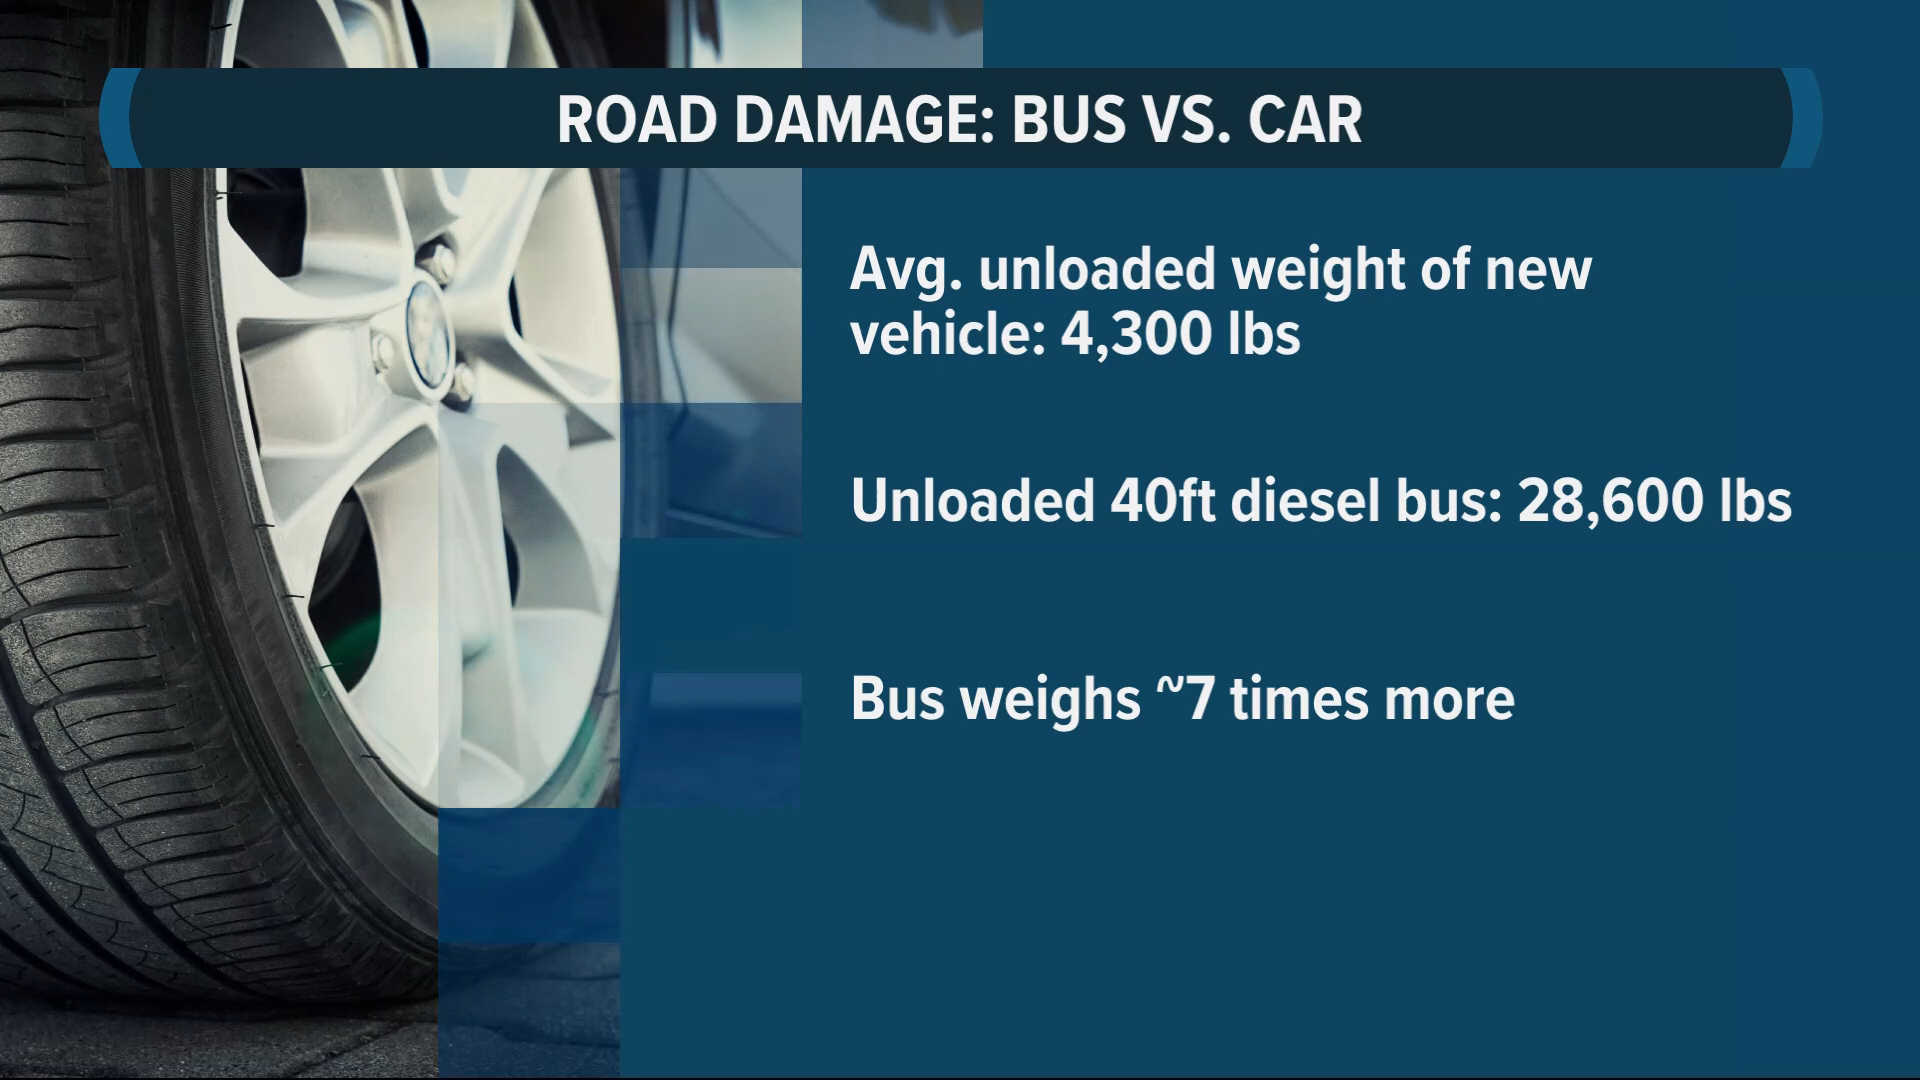 ROAD DAMAGE: BUS VS. CAR
Avg. unloaded weight of new
vehicle: 4,300 lbs
Unloaded 40ft diesel bus: 28,600 lbs
Bus weighs ~7 times more